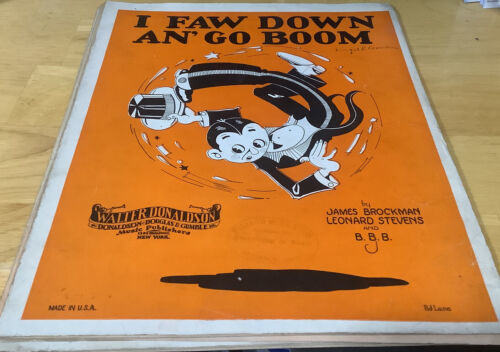 I FAW DOWN
AN' GO BOOM
by
JAMES BROCKMAN
LEONARD STEVENS
AND
B. B. B.
WALTER DONALDSON
DONALDSON-DOUGLAS & GUMBLE INC
Music Publishers
NEW YORK
MADE IN U.S.A.